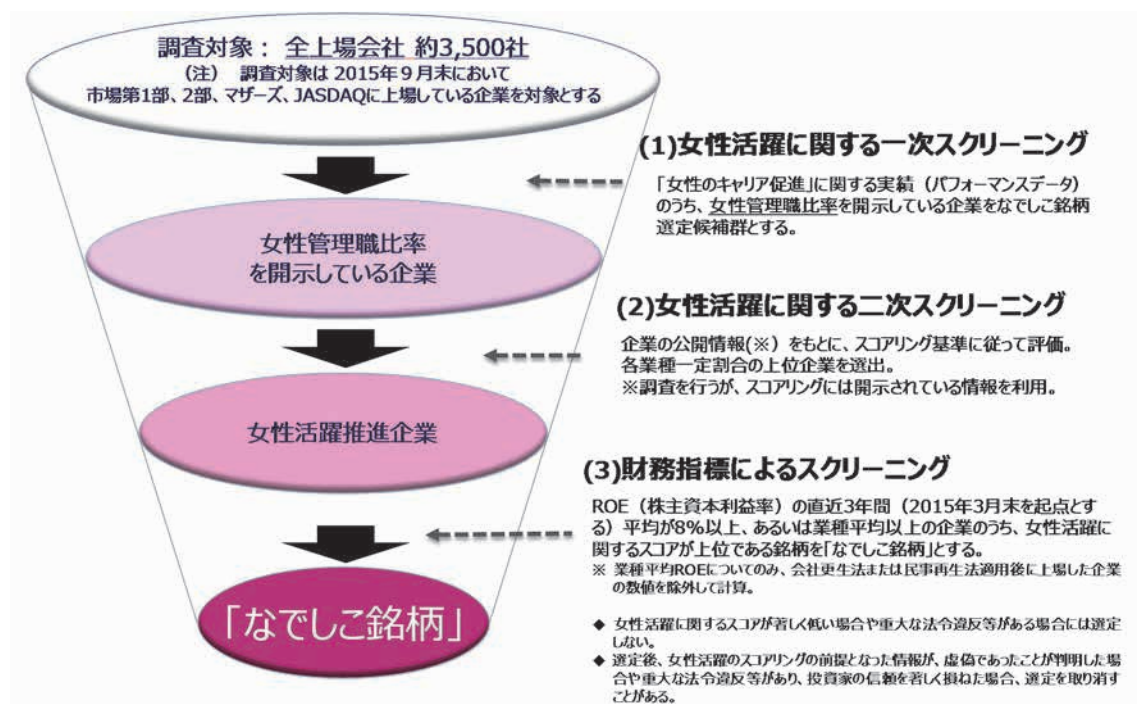 調査対象： 全上場会社 約3,500社
（注） 調査対象は 2015年９月末において
市場第1部、2部、マザーズ、JASDAQに上場している企業を対象とする
(1)女性活躍に関する一次スクリーニング
「女性のキャリア促進」に関する実績（パフォーマンスデータ）
のうち、女性管理職比率を開示している企業をなでしこ銘柄
選定候補群とする。
女性管理職比率
を開示している企業
(2)女性活躍に関する二次スクリーニング
企業の公開情報(※）をもとに、スコアリング基準に従って評価。
各業種一定割合の上位企業を選出。
※調査を行うが、スコアリングには開示されている情報を利用。
女性活躍推進企業
(3)財務指標によるスクリーニング
ROE（株主資本利益率）の直近3年間（2015年3月末を起点とす
る）平均が8％以上、あるいは業種平均以上の企業のうち、女性活躍に
関するスコアが上位である銘柄を「なでしこ銘柄」とする。
※ 業種平均ROEについてのみ、会社更生法または民事再生法適用後に上場した企業
の数値を除外して計算。
「なでしこ銘柄」
◆ 女性活躍に関するスコアが著しく低い場合や重大な法令違反等がある場合には選定
しない。
◆ 選定後、女性活躍のスコアリングの前提となった情報が、虚偽であったことが判明した場
合や重大な法令違反等があり、投資家の信頼を著しく損ねた場合、選定を取り消す
ことがある。